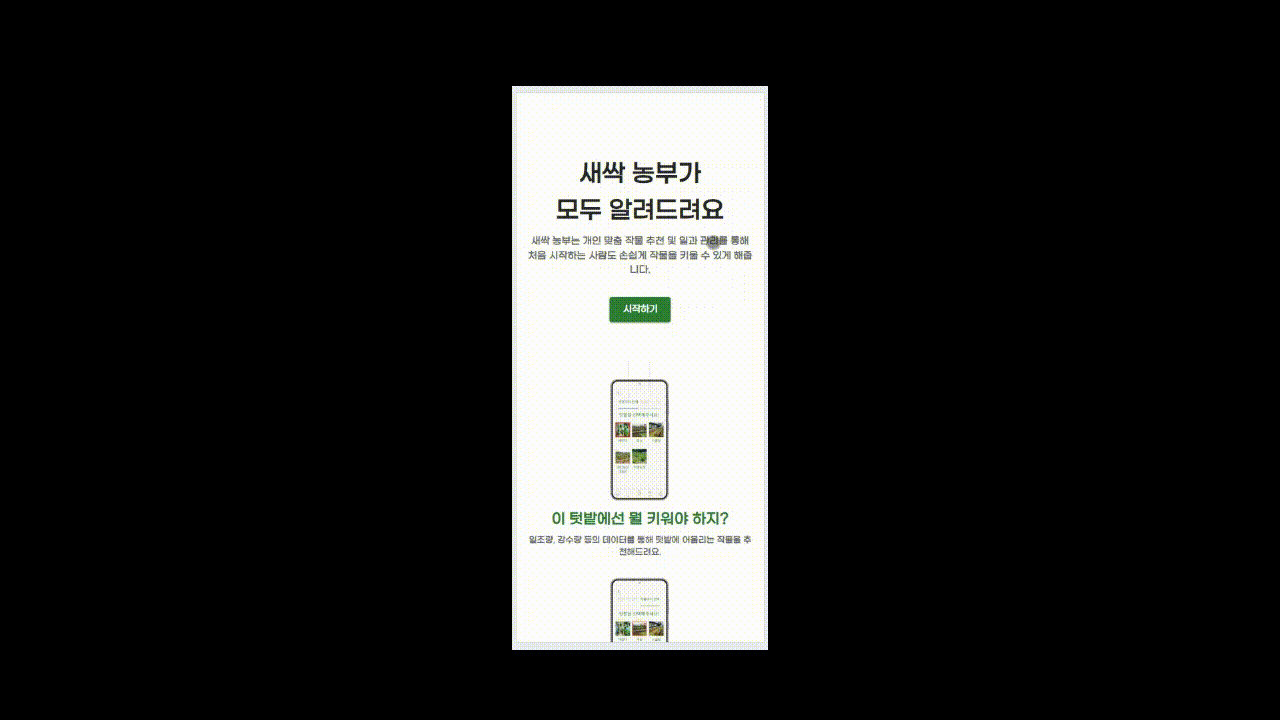 새싹 농부가
모두 알려드려요
새싹 농부는 개인 맞춤 작물 추천 및 일과 관리를 통해
처음 시작하는 사람도 손쉽게 작물을 키울 수 있게 해줍
니다.
시작하기
이 텃밭에선 뭘 키워야 하지?
일조량, 강수량 등의 데이터를 통해 텃밭에 어울리는 작물을 추
천해드려요.